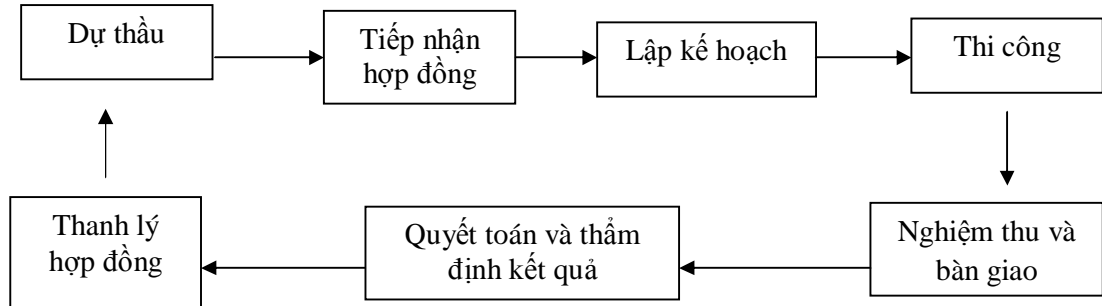 Dự thầu
Tiếp nhận
hợp đồng
Lập kế hoạch
Thi công
Nghiệm thu và
bàn giao
Quyết toán và thẩm
định kết quả
Thanh lý
hợp đồng